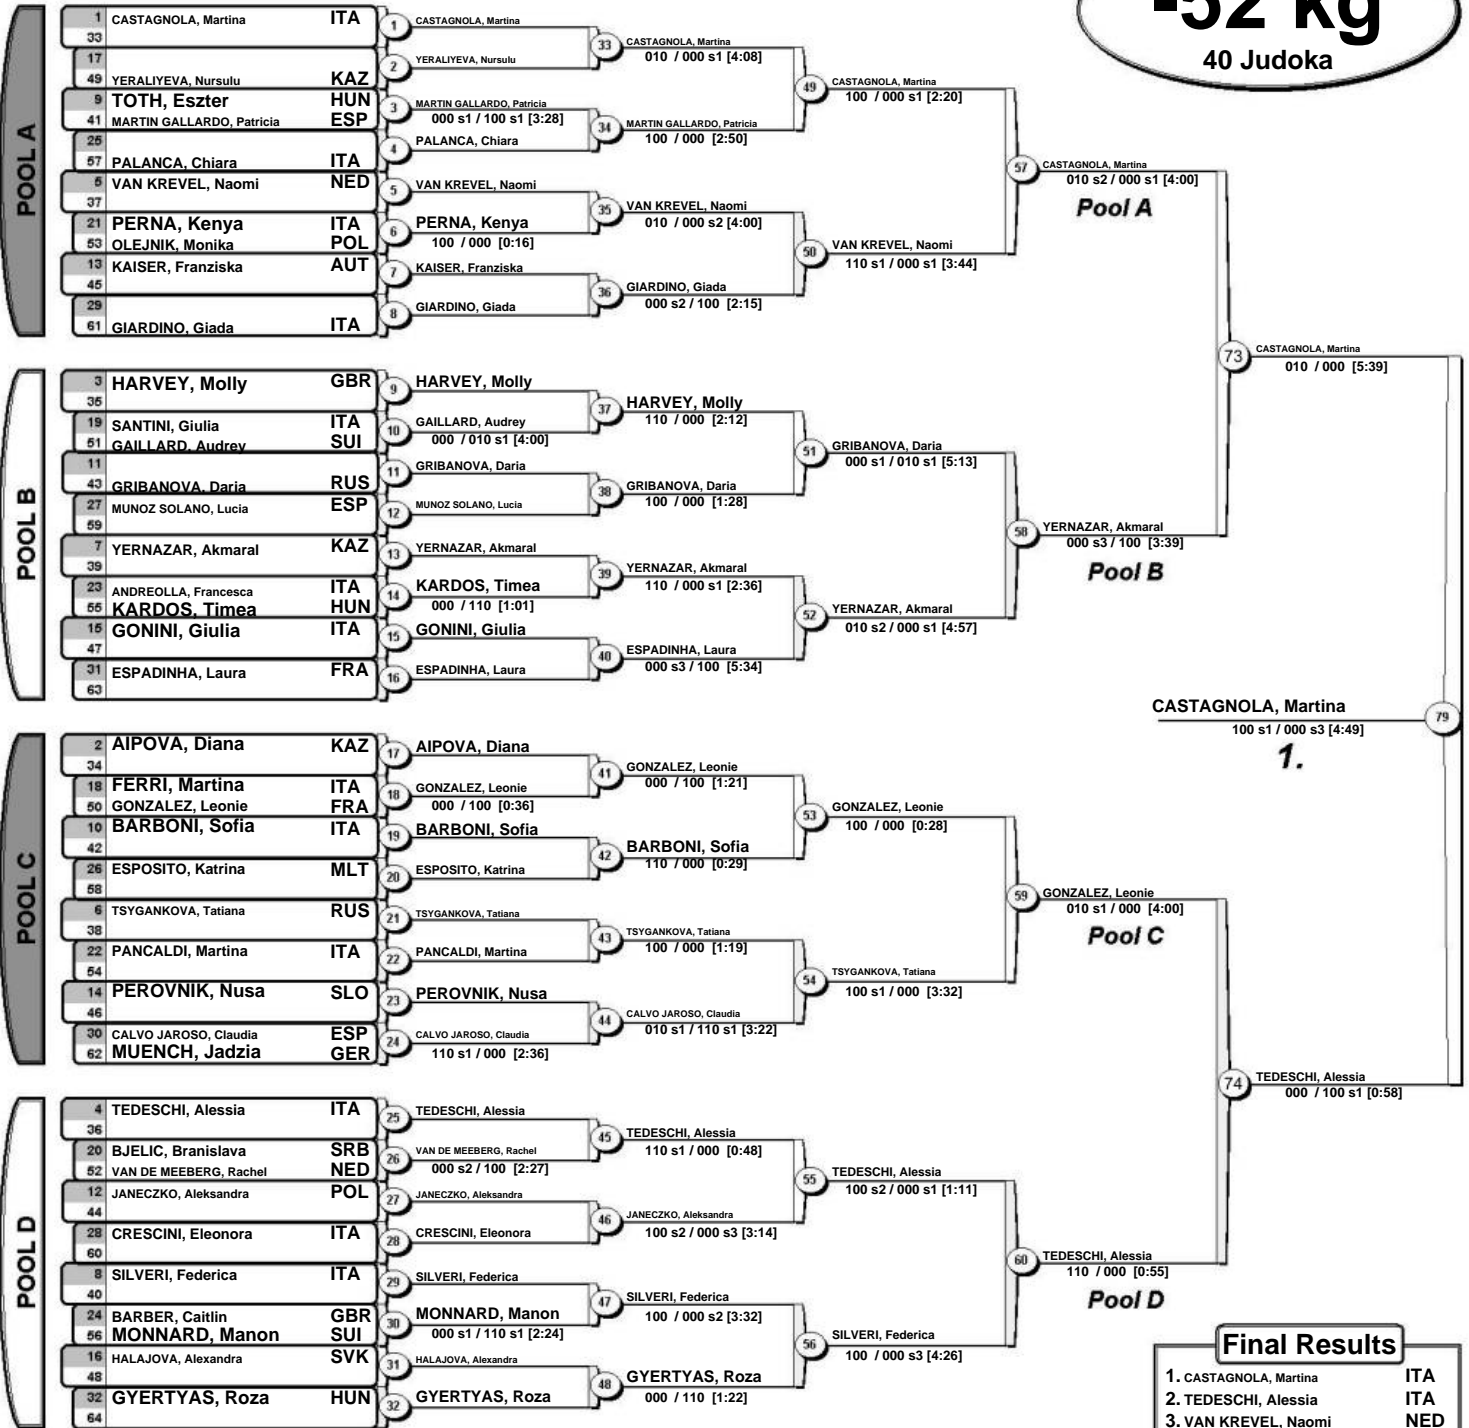 -52 kg
40 Judoka
POOL A
1 CASTAGNOLA, Martina ITA
33
17
49 YERALIYEVA, Nursulu KAZ
9 TOTH, Eszter HUN
41 MARTIN GALLARDO, Patricia ESP
25
57 PALANCA, Chiara ITA
5 VAN KREVEL, Naomi NED
37
21 PERNA, Kenya ITA
53 OLEJNIK, Monika POL
13 KAISER, Franziska AUT
45
29
61 GIARDINO, Giada ITA
1 CASTAGNOLA, Martina
2 YERALIYEVA, Nursulu
3 MARTIN GALLARDO, Patricia
000 s1 / 100 s1 [3:28]
4 PALANCA, Chiara
5 VAN KREVEL, Naomi
6 PERNA, Kenya
100 / 000 [0:16]
7 KAISER, Franziska
8 GIARDINO, Giada
33 CASTAGNOLA, Martina
010 / 000 s1 [4:08]
34 MARTIN GALLARDO, Patricia
100 / 000 [2:50]
35 VAN KREVEL, Naomi
010 / 000 s2 [4:00]
36 GIARDINO, Giada
000 s2 / 100 [2:15]
49 CASTAGNOLA, Martina
100 / 000 s1 [2:20]
50 VAN KREVEL, Naomi
110 s1 / 000 s1 [3:44]
57 CASTAGNOLA, Martina
010 s2 / 000 s1 [4:00]
Pool A
POOL B
3 HARVEY, Molly GBR
35
19 SANTINI, Giulia ITA
51 GAILLARD, Audrey SUI
11
43 GRIBANOVA, Daria RUS
27 MUNOZ SOLANO, Lucia ESP
59
7 YERNAZAR, Akmaral KAZ
39
23 ANDREOLLA, Francesca ITA
55 KARDOS, Timea HUN
15 GONINI, Giulia ITA
47
31 ESPADINHA, Laura FRA
63
9 HARVEY, Molly
10 GAILLARD, Audrey
000 / 010 s1 [4:00]
11 GRIBANOVA, Daria
12 MUNOZ SOLANO, Lucia
13 YERNAZAR, Akmaral
14 KARDOS, Timea
000 / 110 [1:01]
15 GONINI, Giulia
16 ESPADINHA, Laura
37 HARVEY, Molly
110 / 000 [2:12]
38 GRIBANOVA, Daria
100 / 000 [1:28]
39 YERNAZAR, Akmaral
110 / 000 s1 [2:36]
40 ESPADINHA, Laura
000 s3 / 100 [5:34]
51 GRIBANOVA, Daria
000 s1 / 010 s1 [5:13]
52 YERNAZAR, Akmaral
010 s2 / 000 s1 [4:57]
58 YERNAZAR, Akmaral
000 s3 / 100 [3:39]
Pool B
73 CASTAGNOLA, Martina
010 / 000 [5:39]
CASTAGNOLA, Martina 79
100 s1 / 000 s3 [4:49]
1.
POOL C
2 AIPOVA, Diana KAZ
34
18 FERRI, Martina ITA
50 GONZALEZ, Leonie FRA
10 BARBONI, Sofia ITA
42
26 ESPOSITO, Katrina MLT
58
6 TSYGANKOVA, Tatiana RUS
38
22 PANCALDI, Martina ITA
54
14 PEROVNIK, Nusa SLO
46
30 CALVO JAROSO, Claudia ESP
62 MUENCH, Jadzia GER
17 AIPOVA, Diana
18 GONZALEZ, Leonie
000 / 100 [0:36]
19 BARBONI, Sofia
20 ESPOSITO, Katrina
21 TSYGANKOVA, Tatiana
22 PANCALDI, Martina
23 PEROVNIK, Nusa
24 CALVO JAROSO, Claudia
110 s1 / 000 [2:36]
41 GONZALEZ, Leonie
000 / 100 [1:21]
42 BARBONI, Sofia
110 / 000 [0:29]
43 TSYGANKOVA, Tatiana
100 / 000 [1:19]
44 CALVO JAROSO, Claudia
010 s1 / 110 s1 [3:22]
53 GONZALEZ, Leonie
100 / 000 [0:28]
54 TSYGANKOVA, Tatiana
100 s1 / 000 [3:32]
59 GONZALEZ, Leonie
010 s1 / 000 [4:00]
Pool C
74 TEDESCHI, Alessia
000 / 100 s1 [0:58]
POOL D
4 TEDESCHI, Alessia ITA
36
20 BJELIC, Branislava SRB
52 VAN DE MEEBERG, Rachel NED
12 JANECZKO, Aleksandra POL
44
28 CRESCINI, Eleonora ITA
60
8 SILVERI, Federica ITA
40
24 BARBER, Caitlin GBR
56 MONNARD, Manon SUI
16 HALAJOVA, Alexandra SVK
48
32 GYERTYAS, Roza HUN
64
25 TEDESCHI, Alessia
26 VAN DE MEEBERG, Rachel
000 s2 / 100 [2:27]
27 JANECZKO, Aleksandra
28 CRESCINI, Eleonora
29 SILVERI, Federica
30 MONNARD, Manon
000 s1 / 110 s1 [2:24]
31 HALAJOVA, Alexandra
32 GYERTYAS, Roza
45 TEDESCHI, Alessia
110 s1 / 000 [0:48]
46 JANECZKO, Aleksandra
100 s2 / 000 s3 [3:14]
47 SILVERI, Federica
100 / 000 s2 [3:32]
48 GYERTYAS, Roza
000 / 110 [1:22]
55 TEDESCHI, Alessia
100 s2 / 000 s1 [1:11]
56 SILVERI, Federica
100 / 000 s3 [4:26]
60 TEDESCHI, Alessia
110 / 000 [0:55]
Pool D
Final Results
1. CASTAGNOLA, Martina ITA
2. TEDESCHI, Alessia ITA
3. VAN KREVEL, Naomi NED